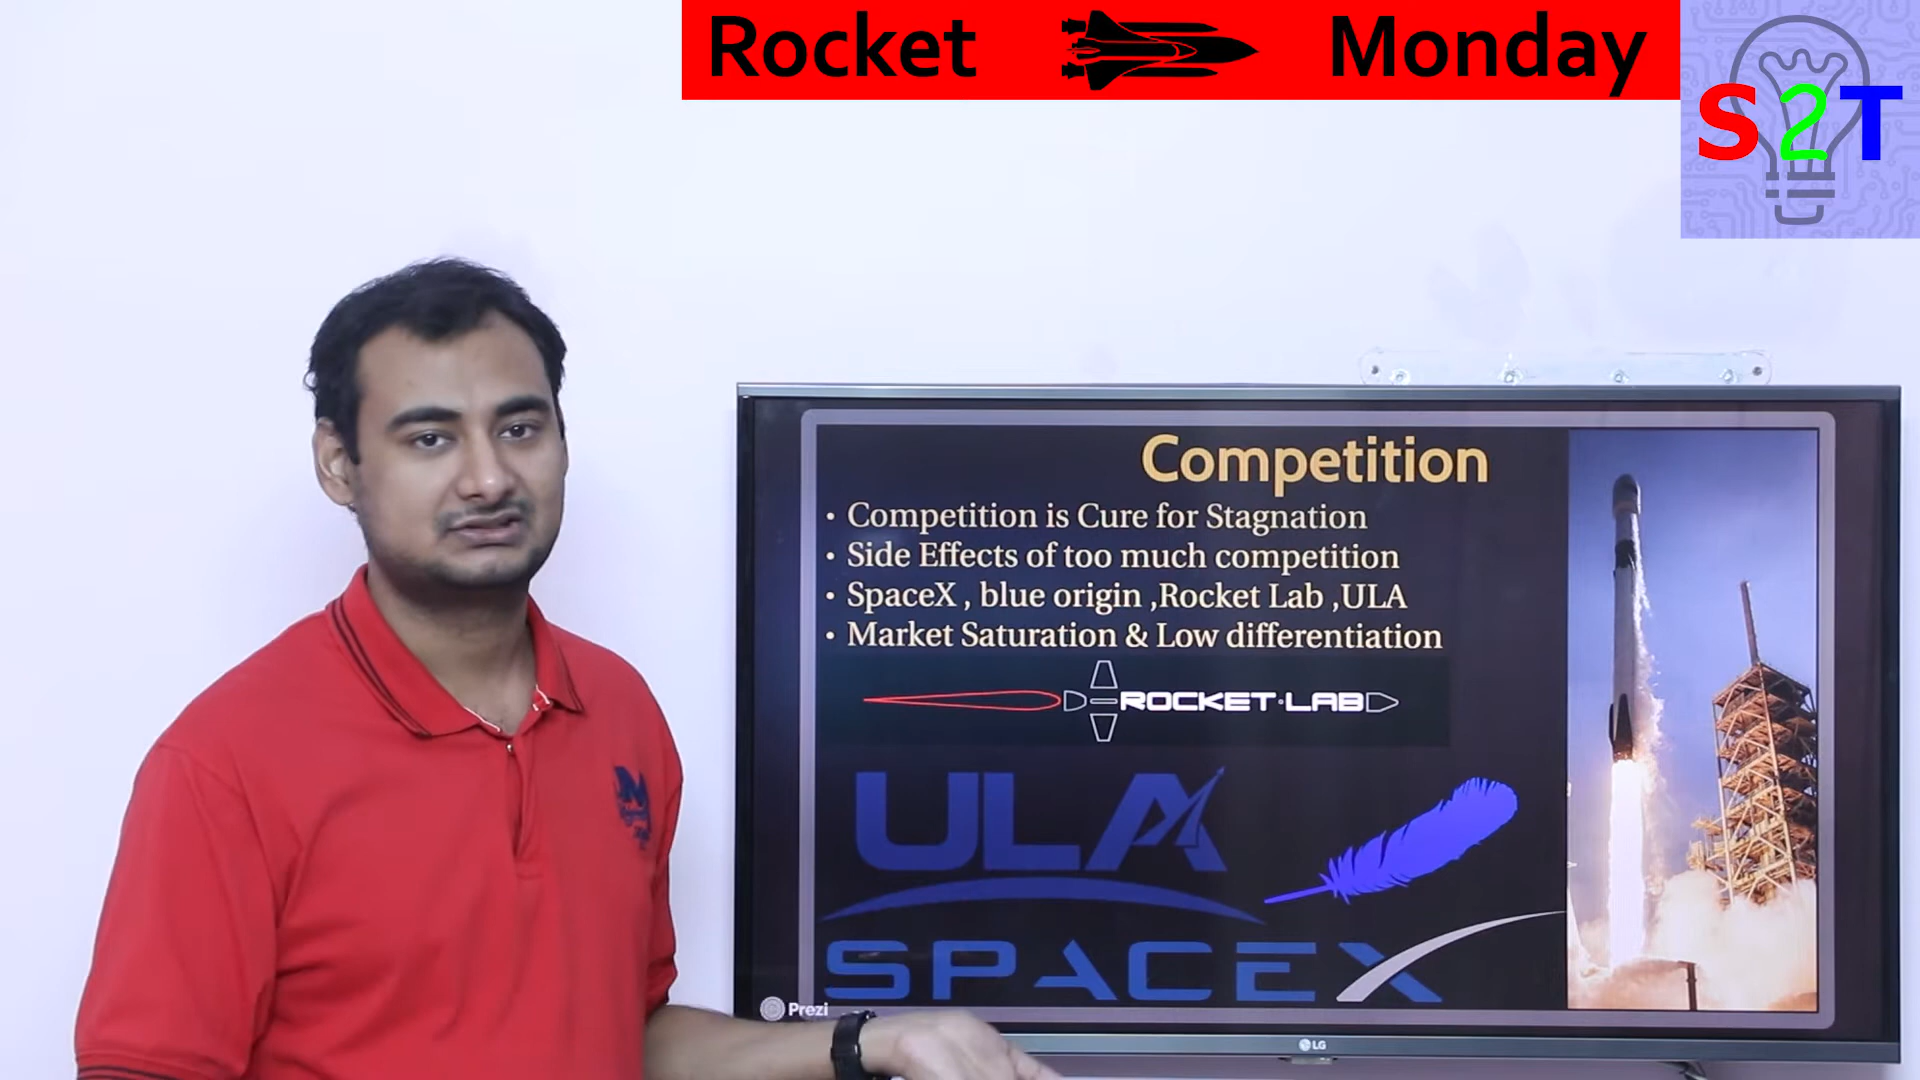 Rocket Monday
S2T
Competition
• Competition is Cure for Stagnation
• Side Effects of too much competition
• SpaceX , blue origin ,Rocket Lab ,ULA
• Market Saturation & Low differentiation
ROCKET·LAB
ULA
SPACEX
Prezi
LG